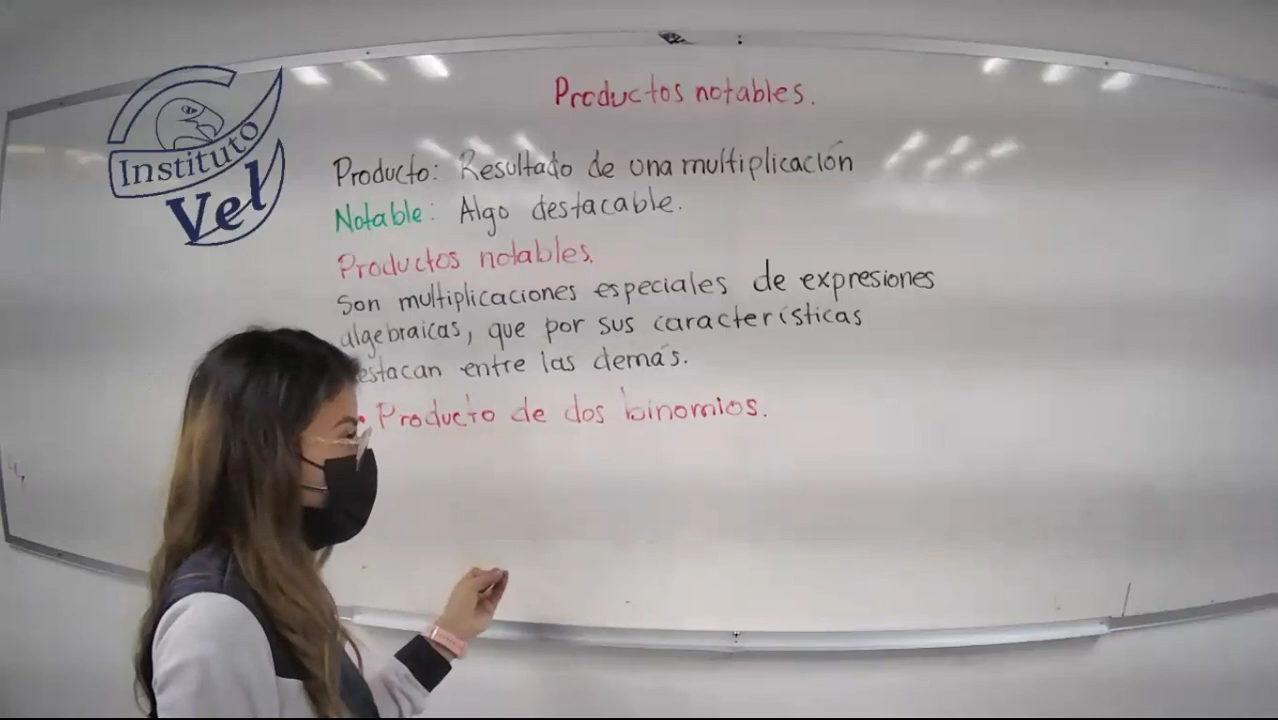 Instituto
Vel
Productos notables.
Producto: Resultado de una multiplicación
Notable: Algo destacable.
Productos notables.
Son multiplicaciones especiales de expresiones
algebraicas, que por sus características
estacan entre las demás.
• Producto de dos binomios.